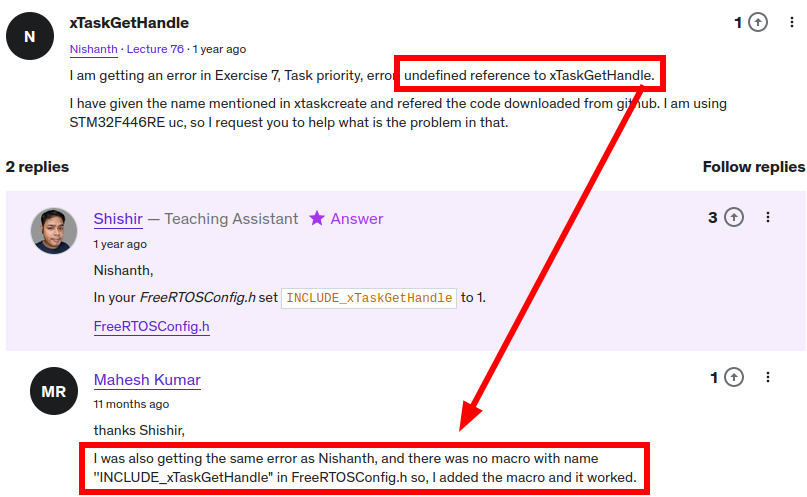 N
xTaskGetHandle
1
Nishanth · Lecture 76 · 1 year ago
I am getting an error in Exercise 7, Task priority, error undefined reference to xTaskGetHandle.
I have given the name mentioned in xtaskcreate and refered the code downloaded from github. I am using
STM32F446RE uc, so I request you to help what is the problem in that.
2 replies
Follow replies
Shishir — Teaching Assistant ★ Answer
3
1 year ago
Nishanth,
In your FreeRTOSConfig.h set INCLUDE_xTaskGetHandle to 1.
FreeRTOSConfig.h
MR
Mahesh Kumar
1
11 months ago
thanks Shishir,
I was also getting the same error as Nishanth, and there was no macro with name
"INCLUDE_xTaskGetHandle" in FreeRTOSConfig.h so, I added the macro and it worked.